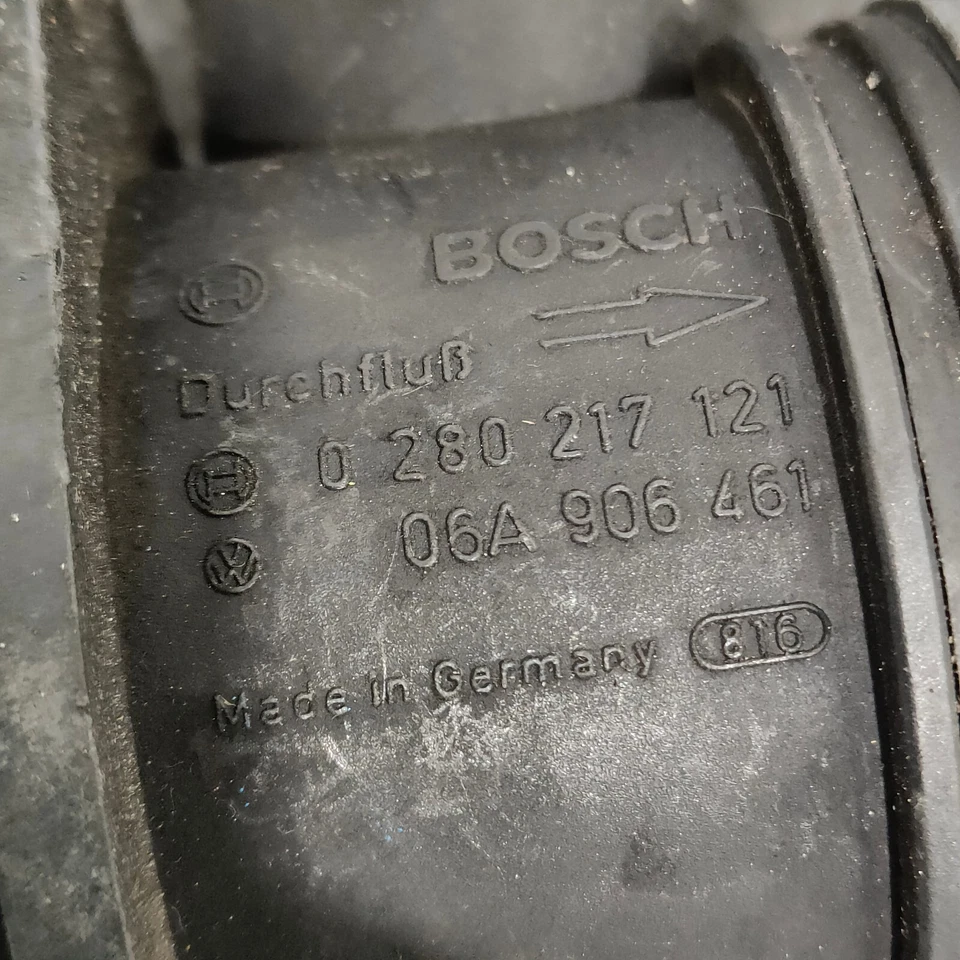 BOSCH
Durchfluß
0 280 217 121
06A 906 461
Made in Germany 816